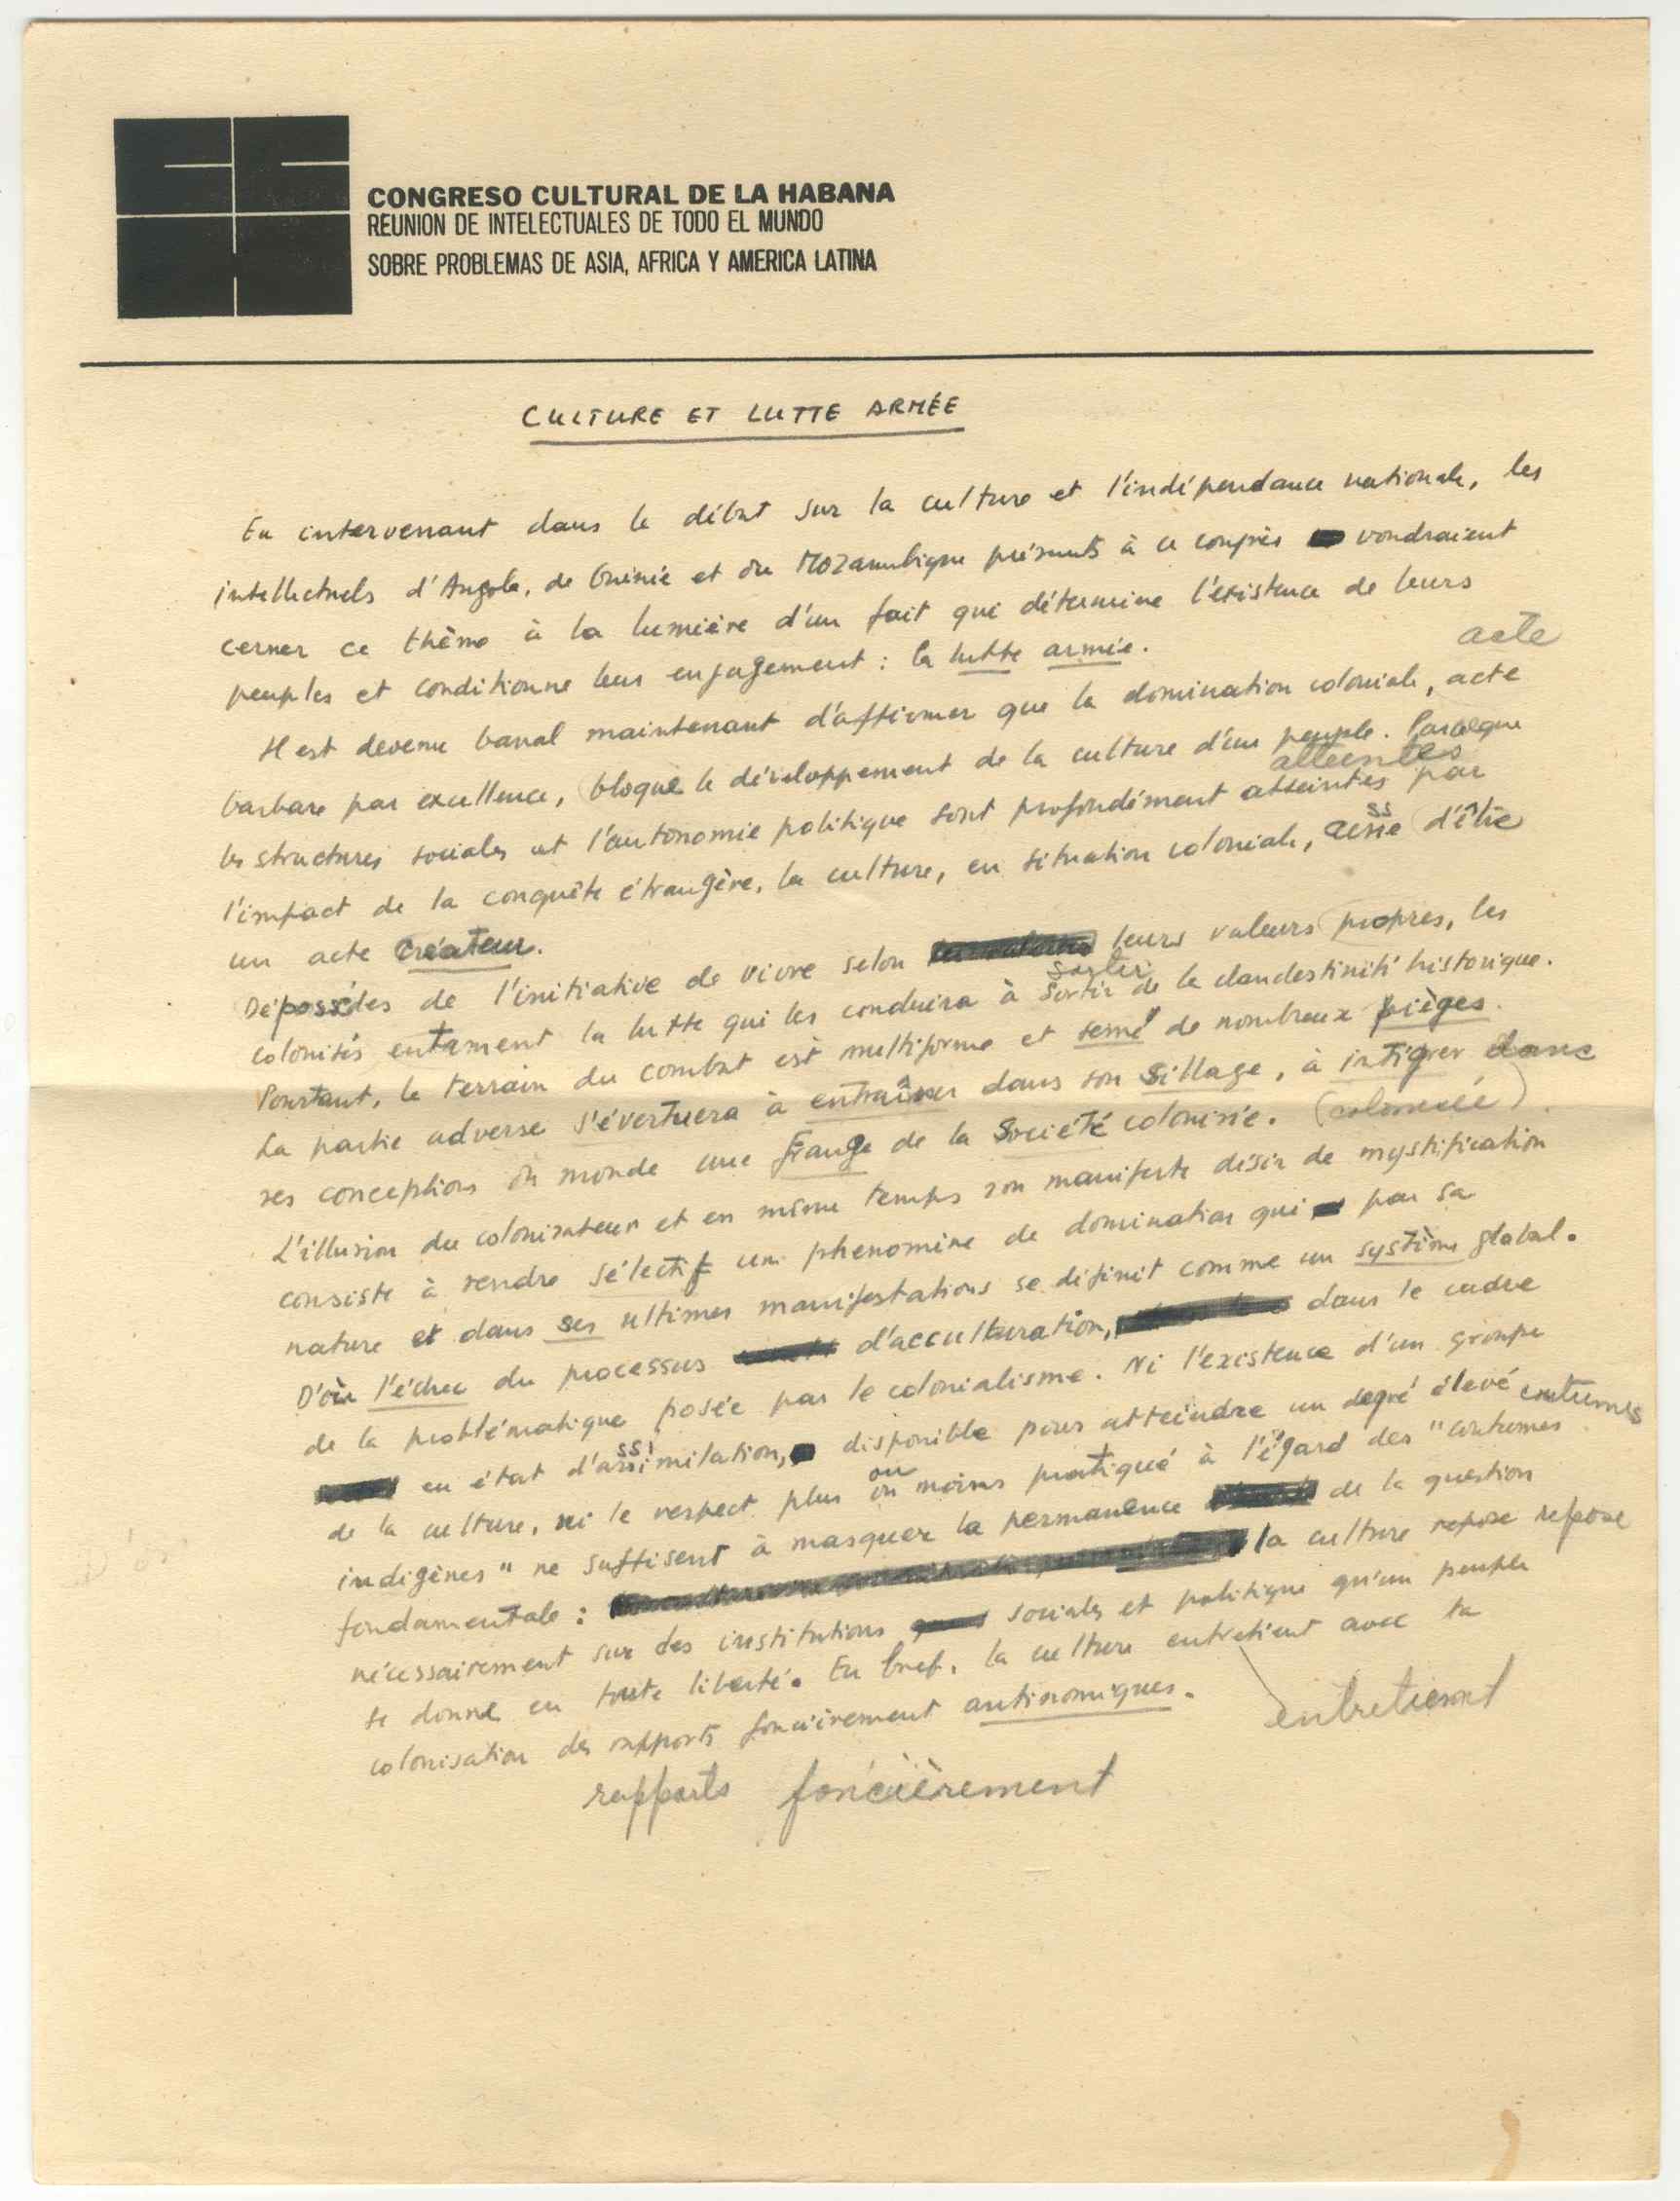 CONGRESO CULTURAL DE LA HABANA
REUNION DE INTELECTUALES DE TODO EL MUNDO
SOBRE PROBLEMAS DE ASIA, AFRICA Y AMERICA LATINA
CULTURE ET LUTTE ARMÉE
En intervenant dans le débat sur la culture et l'indépendance nationale, les
intellectuels d'Angola, de Guinée et du Mozambique présents à ce congrès voudraient
cerner ce thème à la lumière d'un fait qui détermine l'existence de leurs
peuples et conditionne leur engagement : la lutte armée.
acte
Il est devenu banal maintenant d'affirmer que la domination coloniale, acte
barbare par excellence, bloque le développement de la culture d'un peuple. Parceque
atteintes
les structures sociales et l'autonomie politique sont profondément atteintes par
ss
l'impact de la conquête étrangère, la culture, en situation coloniale, cesse d'être
un acte créateur.
Dépossédés de l'initiative de vivre selon leurs valeurs propres, les
sortir
colonisés entament la lutte qui les conduira à sortir de la clandestinité historique.
Pourtant, le terrain du combat est multiforme et semé de nombreux pièges.
La partie adverse s'évertuera à entraîner dans son sillage, à intégrer dans
ses conceptions du monde une frange de la société colonisée. (colonisée).
L'illusion du colonisateur et en même temps son manifeste désir de mystification
consiste à rendre sélectif un phenomène de domination qui par sa
nature et dans ses ultimes manifestations se définit comme un système global.
D'où l'échec du processus d'acculturation, dans le cadre
de la problématique posée par le colonialisme. Ni l'existence d'un groupe
ssi
en état d'assimilation, disponible pour atteindre un degré élevé coutumes
ou
de la culture, ni le respect plus ou moins pratiqué à l'égard des "coutumes
indigènes" ne suffisent à masquer la permanence de la question
fondamentale : la culture repose repose
nécessairement sur des institutions sociales et politique qu'un peuple
se donne en toute liberté. En bref, la culture entretient avec la
colonisation des rapports foncièrement antinomiques.
entretient
rapports foncièrement